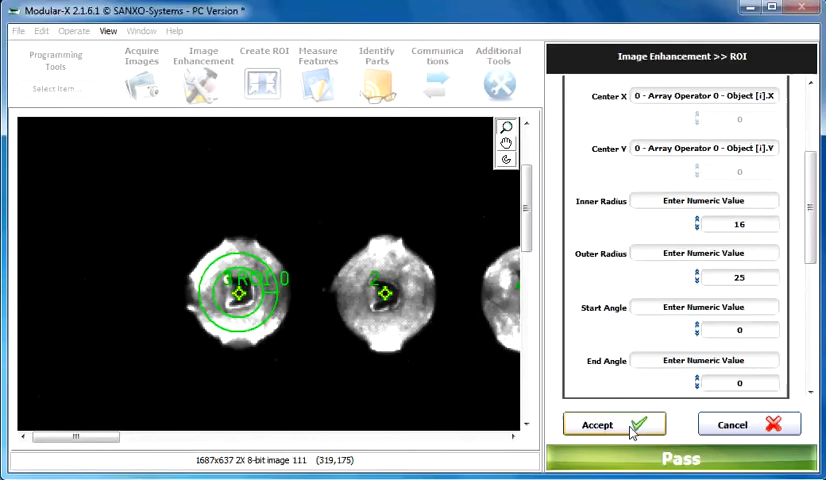 Modular-X 2.1.6.1 © SANXO-Systems - PC Version *
File Edit Operate View Window Help
Programming Tools
Select Item...
Acquire Images
Image Enhancement
Create ROI
Measure Features
Identify Parts
Communica tions
Additional Tools
ROI 0
2
1687x637 2X 8-bit image 111 (319,175)
Image Enhancement >> ROI
Center X 0 - Array Operator 0 - Object [i].X
0
Center Y 0 - Array Operator 0 - Object [i].Y
0
Inner Radius Enter Numeric Value
16
Outer Radius Enter Numeric Value
25
Start Angle Enter Numeric Value
0
End Angle Enter Numeric Value
0
Accept Cancel
Pass